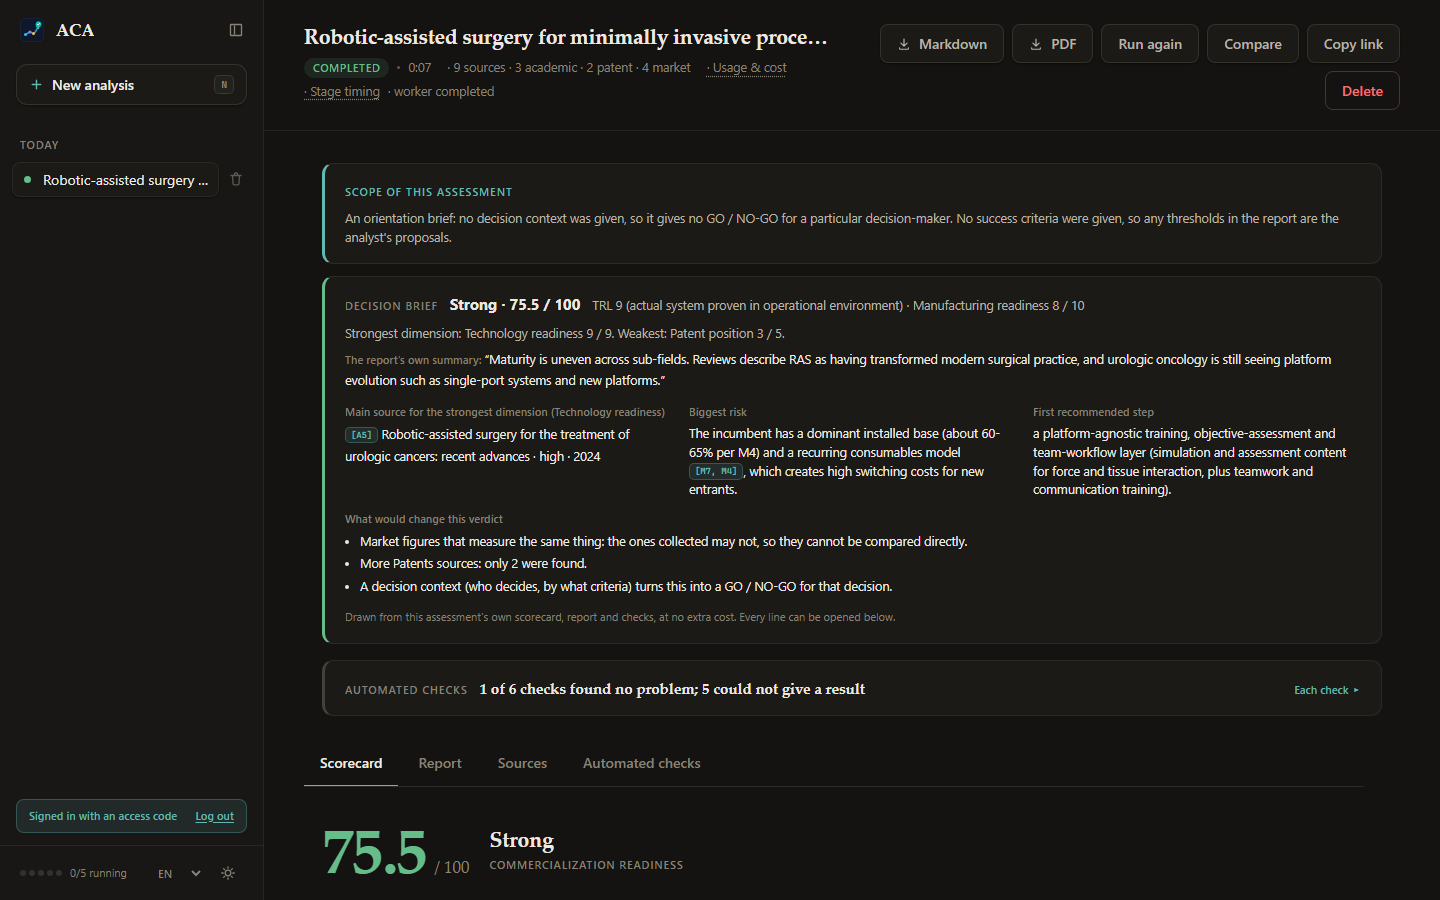 ACA
New analysis
N
TODAY
Robotic-assisted surgery ...
Signed in with an access code
Log out
0/5 running
EN
Robotic-assisted surgery for minimally invasive proce...
COMPLETED • 0:07 · 9 sources · 3 academic · 2 patent · 4 market · Usage & cost
· Stage timing · worker completed
Markdown
PDF
Run again
Compare
Copy link
Delete
SCOPE OF THIS ASSESSMENT
An orientation brief: no decision context was given, so it gives no GO / NO-GO for a particular decision-maker. No success criteria were given, so any thresholds in the report are the
analyst's proposals.
DECISION BRIEF Strong · 75.5 / 100 TRL 9 (actual system proven in operational environment) · Manufacturing readiness 8 / 10
Strongest dimension: Technology readiness 9 / 9. Weakest: Patent position 3 / 5.
The report's own summary: “Maturity is uneven across sub-fields. Reviews describe RAS as having transformed modern surgical practice, and urologic oncology is still seeing platform
evolution such as single-port systems and new platforms.”
Main source for the strongest dimension (Technology readiness)
[A5] Robotic-assisted surgery for the treatment of
urologic cancers: recent advances · high · 2024
Biggest risk
The incumbent has a dominant installed base (about 60-
65% per M4) and a recurring consumables model
[M7, M4], which creates high switching costs for new
entrants.
First recommended step
a platform-agnostic training, objective-assessment and
team-workflow layer (simulation and assessment content
for force and tissue interaction, plus teamwork and
communication training).
What would change this verdict
• Market figures that measure the same thing: the ones collected may not, so they cannot be compared directly.
• More Patents sources: only 2 were found.
• A decision context (who decides, by what criteria) turns this into a GO / NO-GO for that decision.
Drawn from this assessment's own scorecard, report and checks, at no extra cost. Every line can be opened below.
AUTOMATED CHECKS 1 of 6 checks found no problem; 5 could not give a result
Each check ▸
Scorecard
Report
Sources
Automated checks
75.5 / 100
Strong
COMMERCIALIZATION READINESS